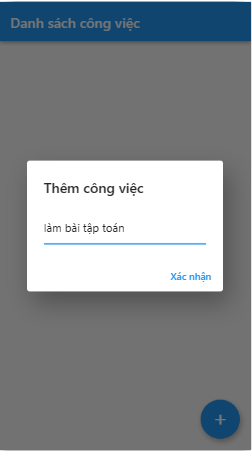 Danh sách công việc
Thêm công việc
làm bài tập toán
Xác nhận
+